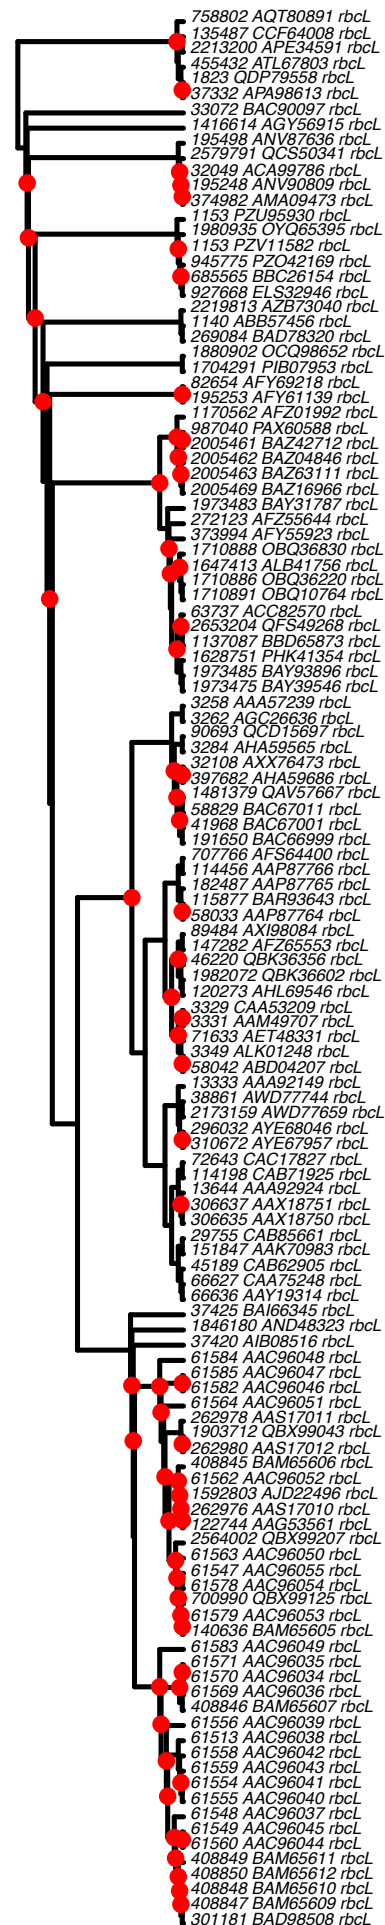 758802 AQT80891 rbcL
135487 CCF64008 rbcL
2213200 APE34591 rbcL
455432 ATL67803 rbcL
1823 QDP79558 rbcL
37332 APA98613 rbcL
33072 BAC90097 rbcL
1416614 AGY56915 rbcL
195498 ANV87636 rbcL
2579791 QCS50341 rbcL
32049 ACA99786 rbcL
195248 ANV90809 rbcL
374982 AMA09473 rbcL
1153 PZU95930 rbcL
1980935 OYQ65395 rbcL
1153 PZV11582 rbcL
945775 PZO42169 rbcL
685565 BBC26154 rbcL
927668 ELS32946 rbcL
2219813 AZB73040 rbcL
1140 ABB57456 rbcL
269084 BAD78320 rbcL
1880902 OCQ98652 rbcL
1704291 PIB07953 rbcL
82654 AFY69218 rbcL
195253 AFY61139 rbcL
1170562 AFZ01992 rbcL
987040 PAX60588 rbcL
2005461 BAZ42712 rbcL
2005462 BAZ04846 rbcL
2005463 BAZ63111 rbcL
2005469 BAZ16966 rbcL
1973483 BAY31787 rbcL
272123 AFZ55644 rbcL
373994 AFY55923 rbcL
1710888 OBQ36830 rbcL
1647413 ALB41756 rbcL
1710886 OBQ36220 rbcL
1710891 OBQ10764 rbcL
63737 ACC82570 rbcL
2653204 QFS49268 rbcL
1137087 BBD65873 rbcL
1628751 PHK41354 rbcL
1973485 BAY93896 rbcL
1973475 BAY39546 rbcL
3258 AAA57239 rbcL
3262 AGC26636 rbcL
90693 QCD15697 rbcL
3284 AHA59565 rbcL
32108 AXX76473 rbcL
397682 AHA59686 rbcL
1481379 QAV57667 rbcL
58829 BAC67011 rbcL
41968 BAC67001 rbcL
191650 BAC66999 rbcL
707766 AFS64400 rbcL
114456 AAP87766 rbcL
182487 AAP87765 rbcL
115877 BAR93643 rbcL
58033 AAP87764 rbcL
89484 AXI98084 rbcL
147282 AFZ65553 rbcL
46220 QBK36356 rbcL
1982072 QBK36602 rbcL
120273 AHL69546 rbcL
3329 CAA53209 rbcL
3331 AAM49707 rbcL
71633 AET48331 rbcL
3349 ALK01248 rbcL
58042 ABD04207 rbcL
13333 AAA92149 rbcL
38861 AWD77744 rbcL
2173159 AWD77659 rbcL
296032 AYE68046 rbcL
310672 AYE67957 rbcL
72643 CAC17827 rbcL
114198 CAB71925 rbcL
13644 AAA92924 rbcL
306637 AAX18751 rbcL
306635 AAX18750 rbcL
29755 CAB85661 rbcL
151847 AAK70983 rbcL
45189 CAB62905 rbcL
66627 CAA75248 rbcL
66636 AAY19314 rbcL
37425 BAI66345 rbcL
1846180 AND48323 rbcL
37420 AIB08516 rbcL
61584 AAC96048 rbcL
61585 AAC96047 rbcL
61582 AAC96046 rbcL
61564 AAC96051 rbcL
262978 AAS17011 rbcL
1903712 QBX99043 rbcL
262980 AAS17012 rbcL
408845 BAM65606 rbcL
61562 AAC96052 rbcL
1592803 AJD22496 rbcL
262976 AAS17010 rbcL
122744 AAG53561 rbcL
2564002 QBX99207 rbcL
61563 AAC96050 rbcL
61547 AAC96055 rbcL
61578 AAC96054 rbcL
700990 QBX99125 rbcL
61579 AAC96053 rbcL
140636 BAM65605 rbcL
61583 AAC96049 rbcL
61571 AAC96035 rbcL
61570 AAC96034 rbcL
61569 AAC96036 rbcL
408846 BAM65607 rbcL
61556 AAC96039 rbcL
61513 AAC96038 rbcL
61558 AAC96042 rbcL
61559 AAC96043 rbcL
61554 AAC96041 rbcL
61555 AAC96040 rbcL
61548 AAC96037 rbcL
61549 AAC96045 rbcL
61560 AAC96044 rbcL
408849 BAM65611 rbcL
408850 BAM65612 rbcL
408848 BAM65610 rbcL
408847 BAM65609 rbcL
301181 BAD98508 rbcL